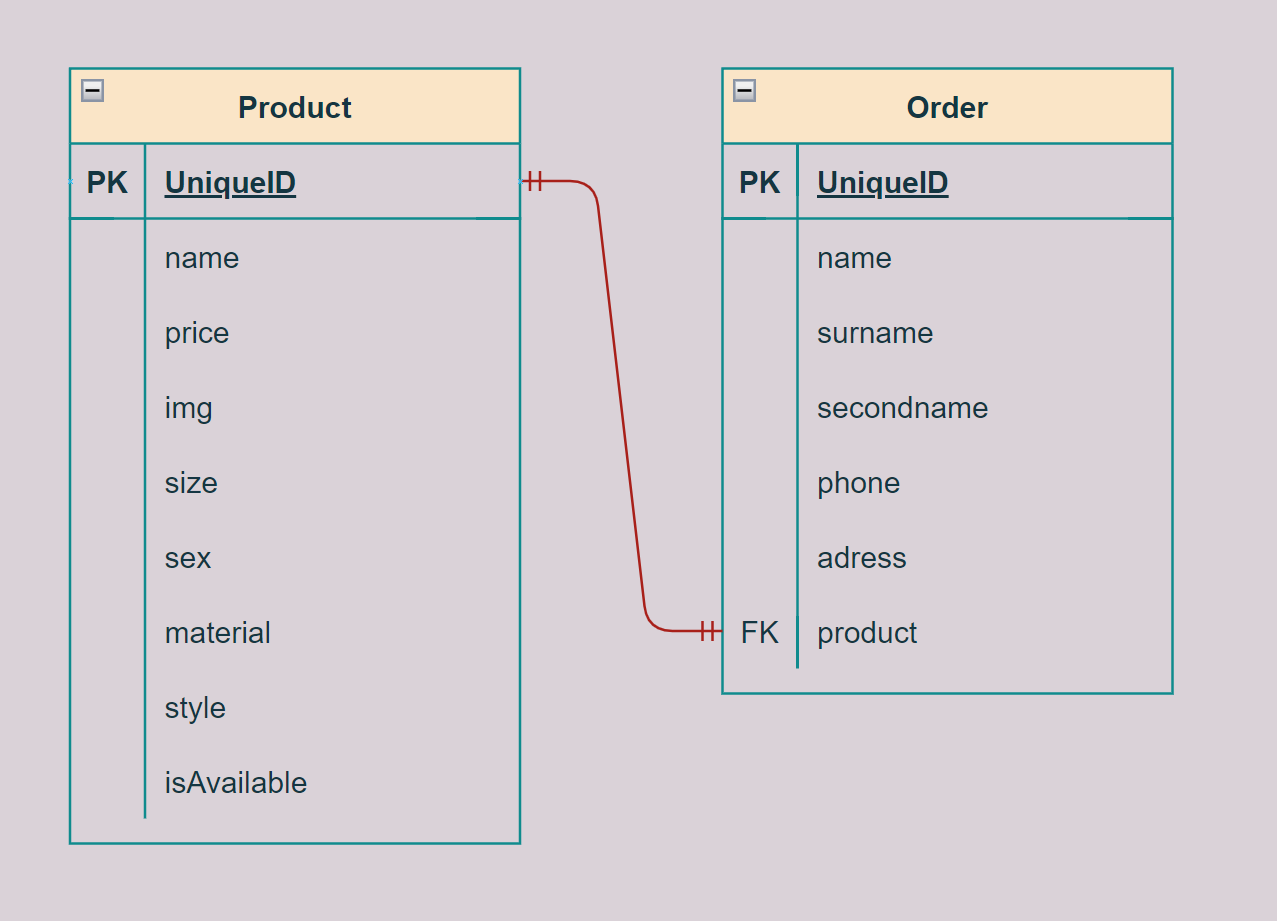 Product
PK UniqueID
name
price
img
size
sex
material
style
isAvailable
Order
PK UniqueID
name
surname
secondname
phone
adress
FK product